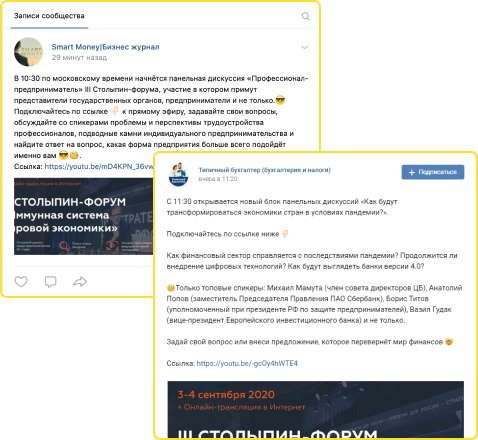 Записи сообщества
Smart Money|Бизнес журнал
29 минут назад
В 10:30 по московскому времени начнётся панельная дискуссия «Профессионал-
предприниматель» III Столыпин-форума, участие в котором примут
представители государственных органов, предприниматели и не только.😎
Подключайтесь по ссылке 👇🏻 к прямому эфиру, задавайте свои вопросы,
обсуждайте со спикерами проблемы и перспективы трудоустройства
профессионалов, подводные камни индивидуального предпринимательства и
найдите ответ на вопрос, какая форма предприятия больше всего подойдёт
именно вам
Ссылка: https://youtu.be/mD4KPN_36vw
+ Онлайн-трансляция в Интернет
СТОЛЫПИН-ФОРУМ
Иммунная система
ировой экономики»
Типичный бухгалтер (бухгалтерия и налоги)
вчера в 11:20
+ Подписаться
С 11:30 открывается новый блок панельных дискуссий «Как будут
трансформироваться экономики стран в условиях пандемии?».
Подключайтесь по ссылке ниже 👇🏻
Как финансовый сектор справляется с последствиями пандемии? Продолжится ли
внедрение цифровых технологий? Как будут выглядеть банки версии 4.0?
Только топовые спикеры: Михаил Мамута (член совета директоров ЦБ), Анатолий
Попов (заместитель Председателя Правления ПАО Сбербанк), Борис Титов
(уполномоченный при президенте РФ по защите предпринимателей), Вазил Гудак
(вице-президент Европейского инвестиционного банка) и не только.
Задай свой вопрос или внеси предложение, которое перевернёт мир финансов
Ссылка: https://youtu.be/-gcOy4hWTE4
3-4 сентября 2020
+ Онлайн-трансляция в Интернет
III СТОЛЫПИН-ФОРУМ